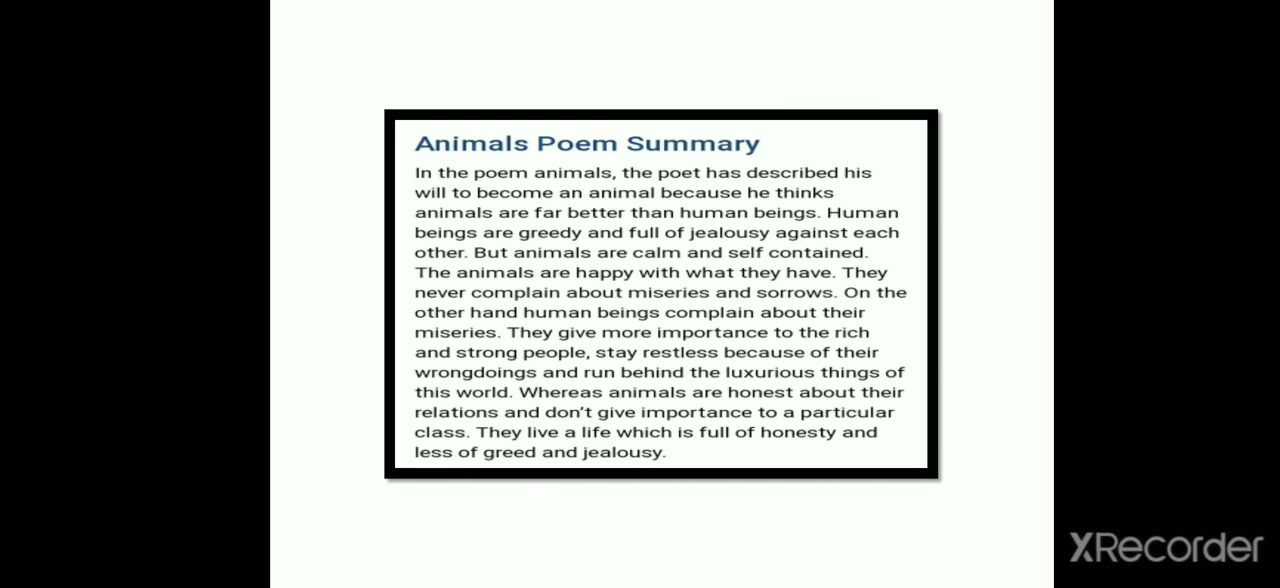 Animals Poem Summary
In the poem animals, the poet has described his
will to become an animal because he thinks
animals are far better than human beings. Human
beings are greedy and full of jealousy against each
other. But animals are calm and self contained.
The animals are happy with what they have. They
never complain about miseries and sorrows. On the
other hand human beings complain about their
miseries. They give more importance to the rich
and strong people, stay restless because of their
wrongdoings and run behind the luxurious things of
this world. Whereas animals are honest about their
relations and don't give importance to a particular
class. They live a life which is full of honesty and
less of greed and jealousy.
XRecorder